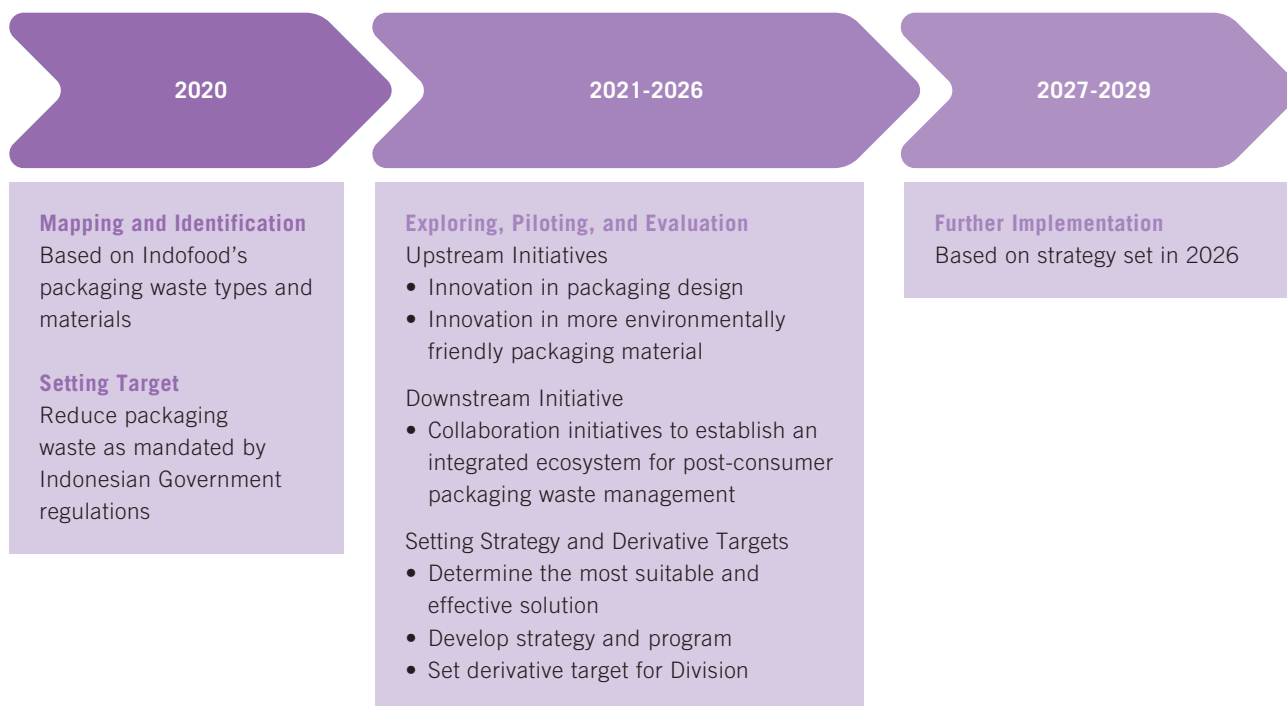 2020
Mapping and Identification
Based on Indofood's
packaging waste types and
materials
Setting Target
Reduce packaging
waste as mandated by
Indonesian Government
regulations
2021-2026
Exploring, Piloting, and Evaluation
Upstream Initiatives
• Innovation in packaging design
• Innovation in more environmentally
friendly packaging material
Downstream Initiative
• Collaboration initiatives to establish an
integrated ecosystem for post-consumer
packaging waste management
Setting Strategy and Derivative Targets
• Determine the most suitable and
effective solution
• Develop strategy and program
• Set derivative target for Division
2027-2029
Further Implementation
Based on strategy set in 2026